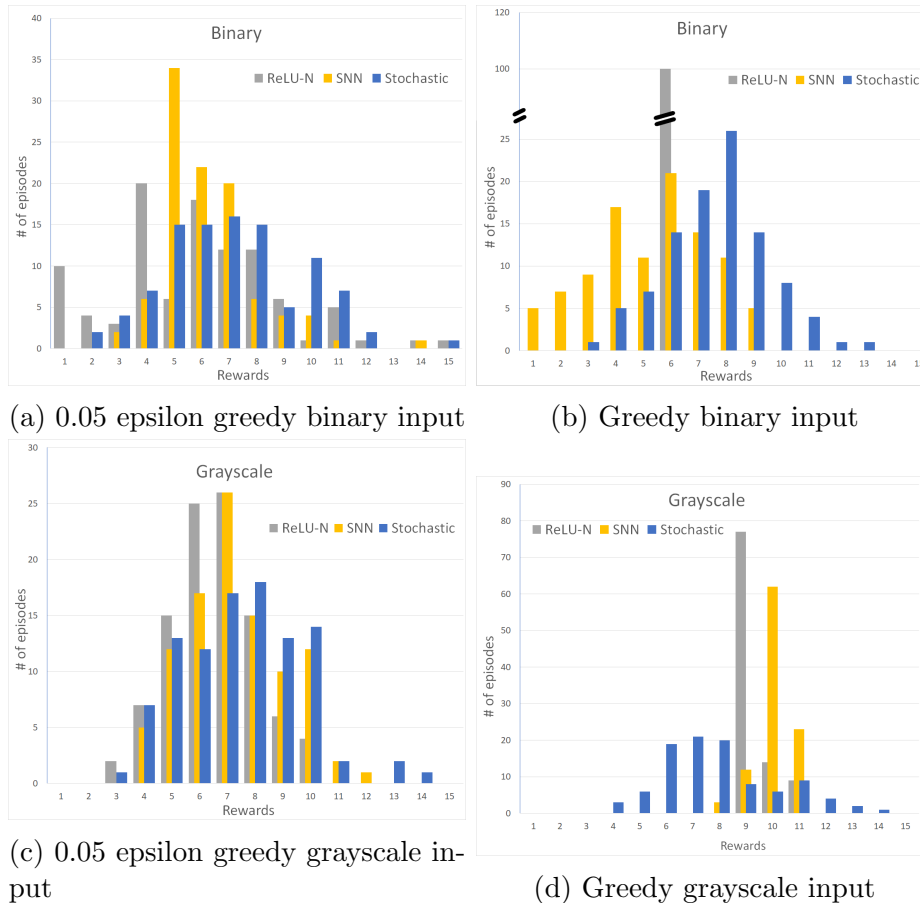 Binary
ReLU-N SNN Stochastic
40
35
30
25
20
15
10
5
0
# of episodes
1 2 3 4 5 6 7 8 9 10 11 12 13 14 15
Rewards
(a) 0.05 epsilon greedy binary input
Binary
ReLU-N SNN Stochastic
120
100
25
20
15
10
5
0
# of episodes
1 2 3 4 5 6 7 8 9 10 11 12 13 14
Rewards
(b) Greedy binary input
Grayscale
ReLU-N SNN Stochastic
30
25
20
15
10
5
0
# of episodes
1 2 3 4 5 6 7 8 9 10 11 12 13 14 15
Rewards
(c) 0.05 epsilon greedy grayscale in-
put
Grayscale
ReLU-N SNN Stochastic
90
80
70
60
50
40
30
20
10
0
# of episodes
1 2 3 4 5 6 7 8 9 10 11 12 13 14 15
Rewards
(d) Greedy grayscale input